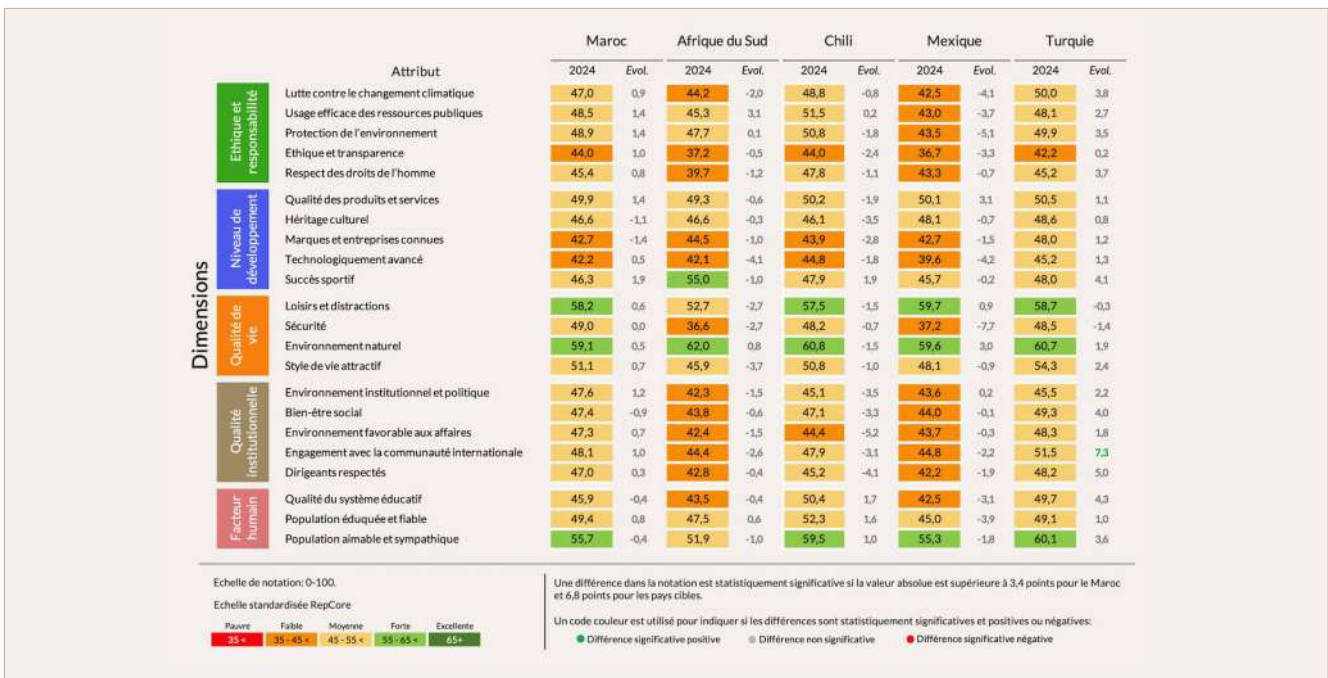 Maroc Afrique du Sud Chili Mexique Turquie
Attribut 2024 Evol. 2024 Evol. 2024 Evol. 2024 Evol. 2024 Evol.
Dimensions
Ethique et responsabilité
Lutte contre le changement climatique 47,0 0,9 44,2 -2,0 48,8 -0,8 42,5 -4,1 50,0 3,8
Usage efficace des ressources publiques 48,5 1,4 45,3 3,1 51,5 0,2 43,0 -3,7 48,1 2,7
Protection de l'environnement 48,9 1,4 47,7 0,1 50,8 -1,8 43,5 -5,1 49,9 3,5
Ethique et transparence 44,0 1,0 37,2 -0,5 44,0 -2,4 36,7 -3,3 42,2 0,2
Respect des droits de l'homme 45,4 0,8 39,7 -1,2 47,8 -1,1 43,3 -0,7 45,2 3,7
Niveau de développement
Qualité des produits et services 49,9 1,4 49,3 -0,6 50,2 -1,9 50,1 3,1 50,5 1,1
Héritage culturel 46,6 -1,1 46,6 -0,3 46,1 -3,5 48,1 -0,7 48,6 0,8
Marques et entreprises connues 42,7 -1,4 44,5 -1,0 43,9 -2,8 42,7 -1,5 48,0 1,2
Technologiquement avancé 42,2 0,5 42,1 -4,1 44,8 -1,8 39,6 -4,2 45,2 1,3
Succès sportif 46,3 1,9 55,0 -1,0 47,9 1,9 45,7 -0,2 48,0 4,1
Qualité de vie
Loisirs et distractions 58,2 0,6 52,7 -2,7 57,5 -1,5 59,7 0,9 58,7 -0,3
Sécurité 49,0 0,0 36,6 -2,7 48,2 -0,7 37,2 -7,7 48,5 -1,4
Environnement naturel 59,1 0,5 62,0 0,8 60,8 -1,5 59,6 3,0 60,7 1,9
Style de vie attractif 51,1 0,7 45,9 -3,7 50,8 -1,0 48,1 -0,9 54,3 2,4
Qualité institutionnelle
Environnement institutionnel et politique 47,6 1,2 42,3 -1,5 45,1 -3,5 43,6 0,2 45,5 2,2
Bien-être social 47,4 -0,9 43,8 -0,6 47,1 -3,3 44,0 -0,1 49,3 4,0
Environnement favorable aux affaires 47,3 0,7 42,4 -1,5 44,4 -5,2 43,7 -0,3 48,3 1,8
Engagement avec la communauté internationale 48,1 1,0 44,4 -2,6 47,9 -3,1 44,8 -2,2 51,5 7,3
Dirigeants respectés 47,0 0,3 42,8 -0,4 45,2 -4,1 42,2 -1,9 48,2 5,0
Facteur humain
Qualité du système éducatif 45,9 -0,4 43,5 -0,4 50,4 1,7 42,5 -3,1 49,7 4,3
Population éduquée et fiable 49,4 0,8 47,5 0,6 52,3 1,6 45,0 -3,9 49,1 1,0
Population aimable et sympathique 55,7 -0,4 51,9 -1,0 59,5 1,0 55,3 -1,8 60,1 3,6
Echelle de notation: 0-100.
Echelle standardisée RepCore
Pauvre Faible Moyenne Forte Excellente
35 < 35 - 45 < 45 - 55 < 55 - 65 < 65+
Une différence dans la notation est statistiquement significative si la valeur absolue est supérieure à 3,4 points pour le Maroc
et 6,8 points pour les pays cibles.
Un code couleur est utilisé pour indiquer si les différences sont statistiquement significatives et positives ou négatives:
Différence significative positive Différence non significative Différence significative négative